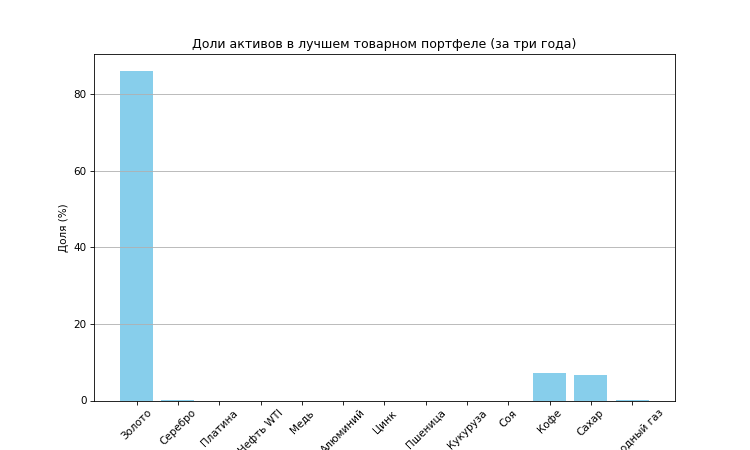 Доли активов в лучшем товарном портфеле (за три года)
Доля (%)
80
60
40
20
0
Золото
Серебро
Платина
Нефть WTI
Медь
Алюминий
Цинк
Пшеница
Кукуруза
Соя
Кофе
Сахар
газ